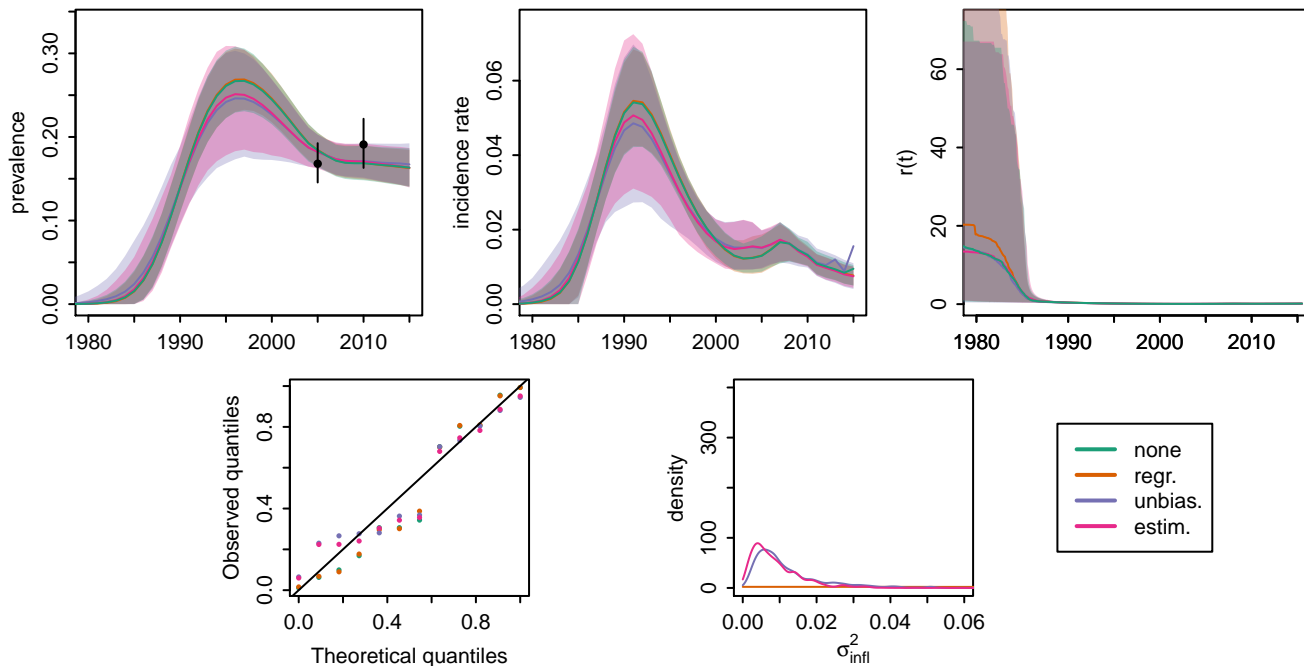 prevalence
0.00 0.10 0.20 0.30
1980 1990 2000 2010
incidence rate
0.00 0.02 0.04 0.06
1980 1990 2000 2010
r(t)
0 20 40 60
1980 1990 2000 2010
Observed quantiles
0.0 0.4 0.8
0.0 0.4 0.8
Theoretical quantiles
density
0 100 300
0.00 0.02 0.04 0.06
σ²infl
none
regr.
unbias.
estim.